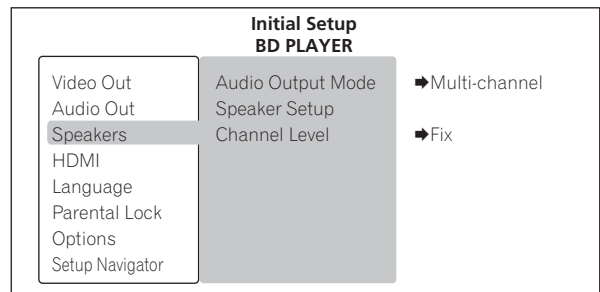 Initial Setup
BD PLAYER
Video Out
Audio Out
Speakers
HDMI
Language
Parental Lock
Options
Setup Navigator
Audio Output Mode ➡Multi-channel
Speaker Setup
Channel Level ➡Fix